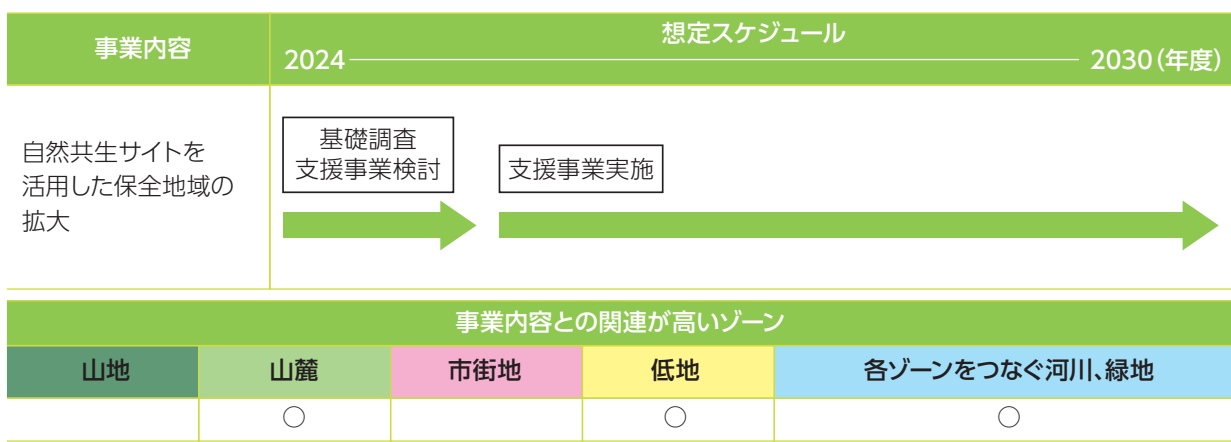 事業内容
想定スケジュール
2024
2030(年度)
自然共生サイトを
活用した保全地域の
拡大
基礎調査
支援事業検討
支援事業実施
事業内容との関連が高いゾーン
山地
山麓
市街地
低地
各ゾーンをつなぐ河川、緑地
○ ○ ○